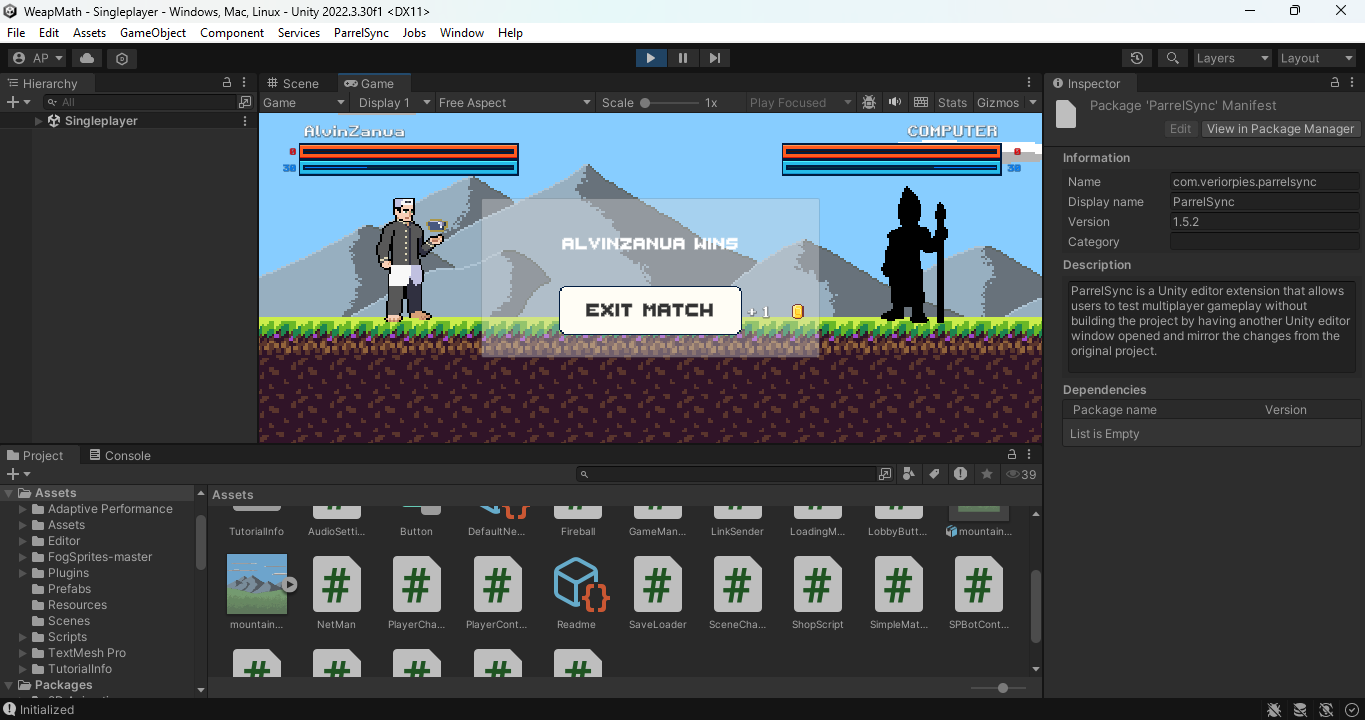 WeapMath - Singleplayer - Windows, Mac, Linux - Unity 2022.3.30f1 <DX11>
File Edit Assets GameObject Component Services ParrelSync Jobs Window Help
AP Layers Layout
Hierarchy
All
Singleplayer
Scene Game
Game Display 1 Free Aspect Scale 1x Play Focused Stats Gizmos
AlvinZanua COMPUTER
0 0
30 30
ALVINZANUA WINS
EXIT MATCH + 1
Inspector
Package 'ParrelSync' Manifest
Edit View in Package Manager
Information
Name com.veriorpies.parrelsync
Display name ParrelSync
Version 1.5.2
Category
Description
ParrelSync is a Unity editor extension that allows
users to test multiplayer gameplay without
building the project by having another Unity editor
window opened and mirror the changes from the
original project.
Dependencies
Package name Version
List is Empty
Project Console
39
Assets
Adaptive Performance
Assets
Editor
FogSprites-master
Plugins
Prefabs
Resources
Scenes
Scripts
TextMesh Pro
TutorialInfo
Packages
Assets
TutorialInfo AudioSetti... Button DefaultNe... Fireball GameMan... LinkSender LoadingM... LobbyButt... mountain...
mountain... NetMan PlayerCha... PlayerCont... Readme SaveLoader SceneCha... ShopScript SimpleMat... SPBotCont...
Initialized